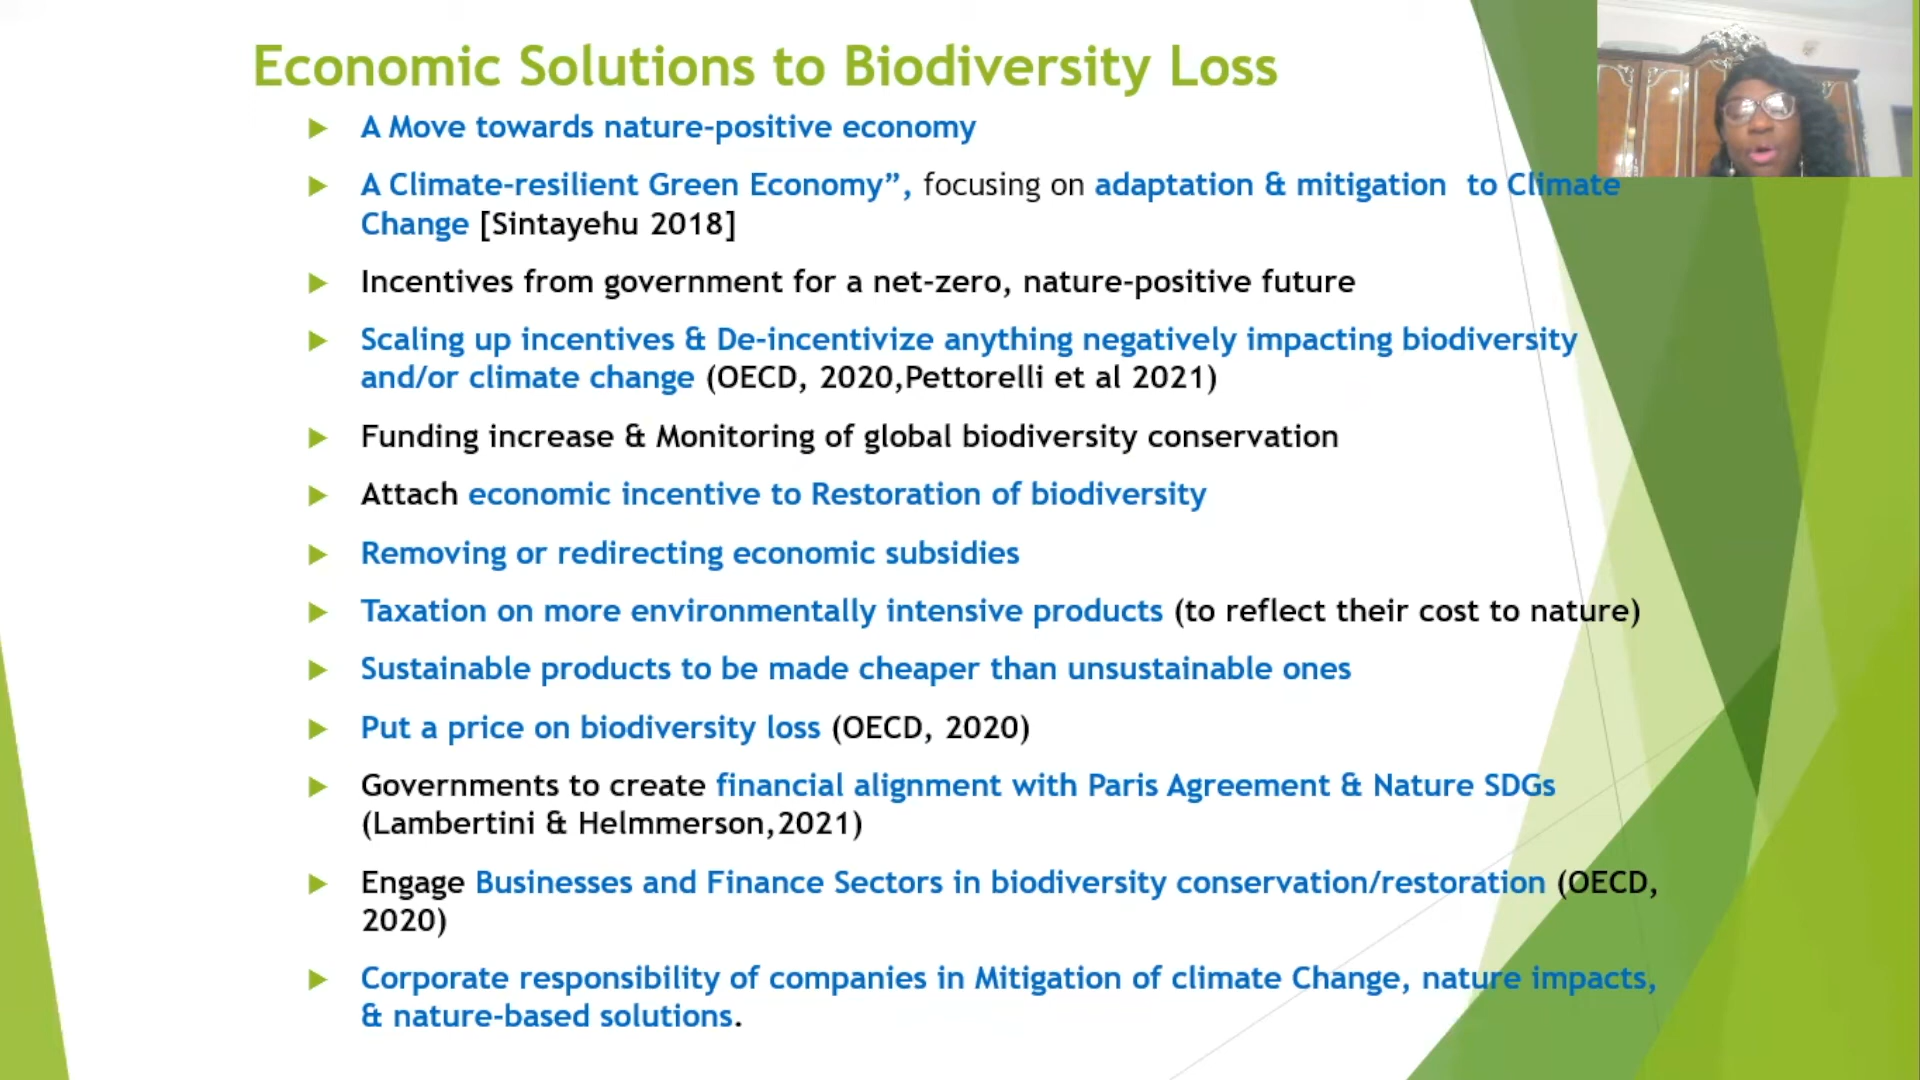 Economic Solutions to Biodiversity Loss
A Move towards nature-positive economy
A Climate-resilient Green Economy”, focusing on adaptation & mitigation to Climate
Change [Sintayehu 2018]
Incentives from government for a net-zero, nature-positive future
Scaling up incentives & De-incentivize anything negatively impacting biodiversity
and/or climate change (OECD, 2020,Pettorelli et al 2021)
Funding increase & Monitoring of global biodiversity conservation
Attach economic incentive to Restoration of biodiversity
Removing or redirecting economic subsidies
Taxation on more environmentally intensive products (to reflect their cost to nature)
Sustainable products to be made cheaper than unsustainable ones
Put a price on biodiversity loss (OECD, 2020)
Governments to create financial alignment with Paris Agreement & Nature SDGs
(Lambertini & Helmmerson,2021)
Engage Businesses and Finance Sectors in biodiversity conservation/restoration (OECD,
2020)
Corporate responsibility of companies in Mitigation of climate Change, nature impacts,
& nature-based solutions.